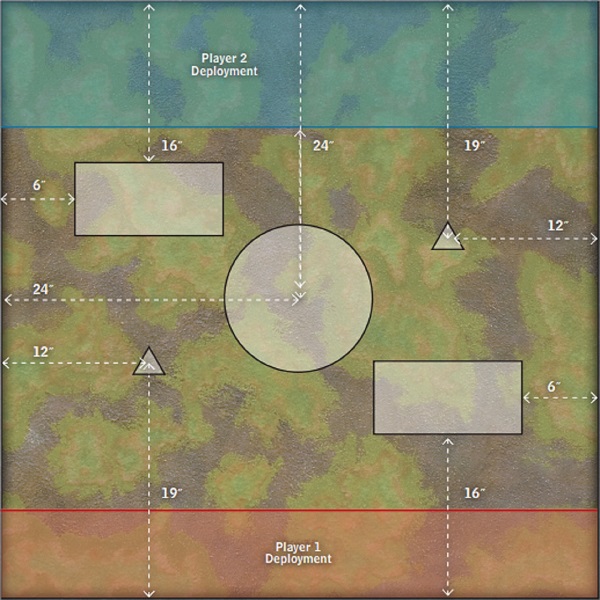 Player 2
Deployment
16″
24″
19″
6″
12″
24″
12″
6″
19″
16″
Player 1
Deployment